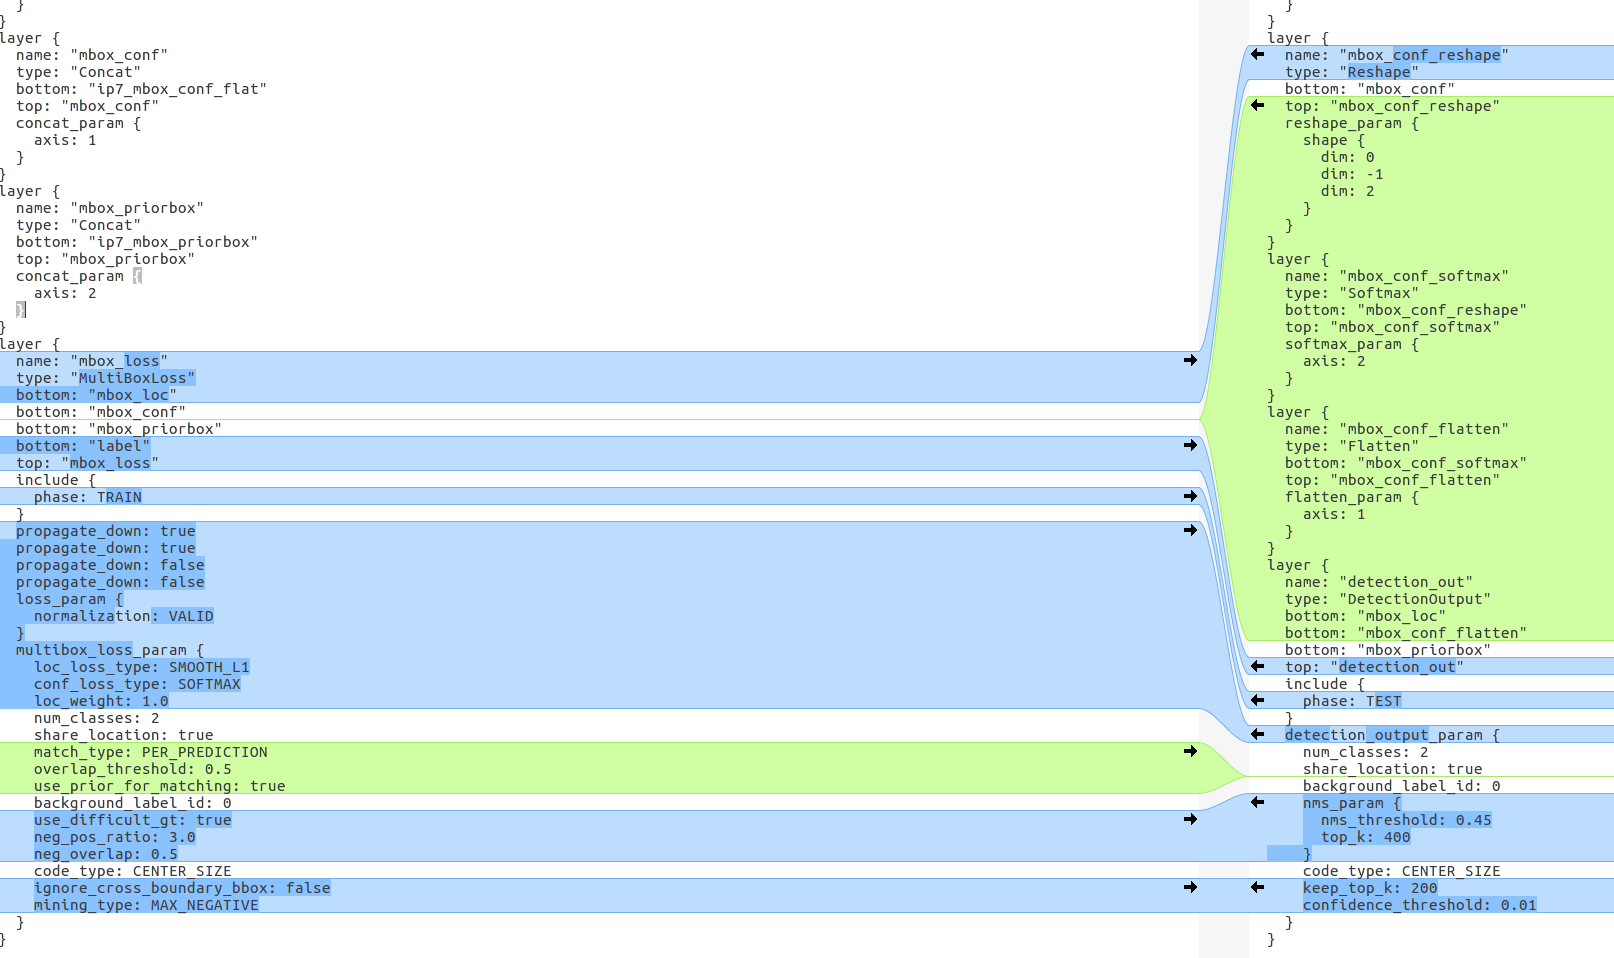 }
}
layer {
  name: "mbox_conf"
  type: "Concat"
  bottom: "ip7_mbox_conf_flat"
  top: "mbox_conf"
  concat_param {
    axis: 1
  }
}
layer {
  name: "mbox_priorbox"
  type: "Concat"
  bottom: "ip7_mbox_priorbox"
  top: "mbox_priorbox"
  concat_param {
    axis: 2
  }
}
layer {
  name: "mbox_loss"
  type: "MultiBoxLoss"
  bottom: "mbox_loc"
  bottom: "mbox_conf"
  bottom: "mbox_priorbox"
  bottom: "label"
  top: "mbox_loss"
  include {
    phase: TRAIN
  }
  propagate_down: true
  propagate_down: true
  propagate_down: false
  propagate_down: false
  loss_param {
    normalization: VALID
  }
  multibox_loss_param {
    loc_loss_type: SMOOTH_L1
    conf_loss_type: SOFTMAX
    loc_weight: 1.0
    num_classes: 2
    share_location: true
    match_type: PER_PREDICTION
    overlap_threshold: 0.5
    use_prior_for_matching: true
    background_label_id: 0
    use_difficult_gt: true
    neg_pos_ratio: 3.0
    neg_overlap: 0.5
    code_type: CENTER_SIZE
    ignore_cross_boundary_bbox: false
    mining_type: MAX_NEGATIVE
  }
}
  }
}
layer {
  name: "mbox_conf_reshape"
  type: "Reshape"
  bottom: "mbox_conf"
  top: "mbox_conf_reshape"
  reshape_param {
    shape {
      dim: 0
      dim: -1
      dim: 2
    }
  }
}
layer {
  name: "mbox_conf_softmax"
  type: "Softmax"
  bottom: "mbox_conf_reshape"
  top: "mbox_conf_softmax"
  softmax_param {
    axis: 2
  }
}
layer {
  name: "mbox_conf_flatten"
  type: "Flatten"
  bottom: "mbox_conf_softmax"
  top: "mbox_conf_flatten"
  flatten_param {
    axis: 1
  }
}
layer {
  name: "detection_out"
  type: "DetectionOutput"
  bottom: "mbox_loc"
  bottom: "mbox_conf_flatten"
  bottom: "mbox_priorbox"
  top: "detection_out"
  include {
    phase: TEST
  }
  detection_output_param {
    num_classes: 2
    share_location: true
    background_label_id: 0
    nms_param {
      nms_threshold: 0.45
      top_k: 400
    }
    code_type: CENTER_SIZE
    keep_top_k: 200
    confidence_threshold: 0.01
  }
}